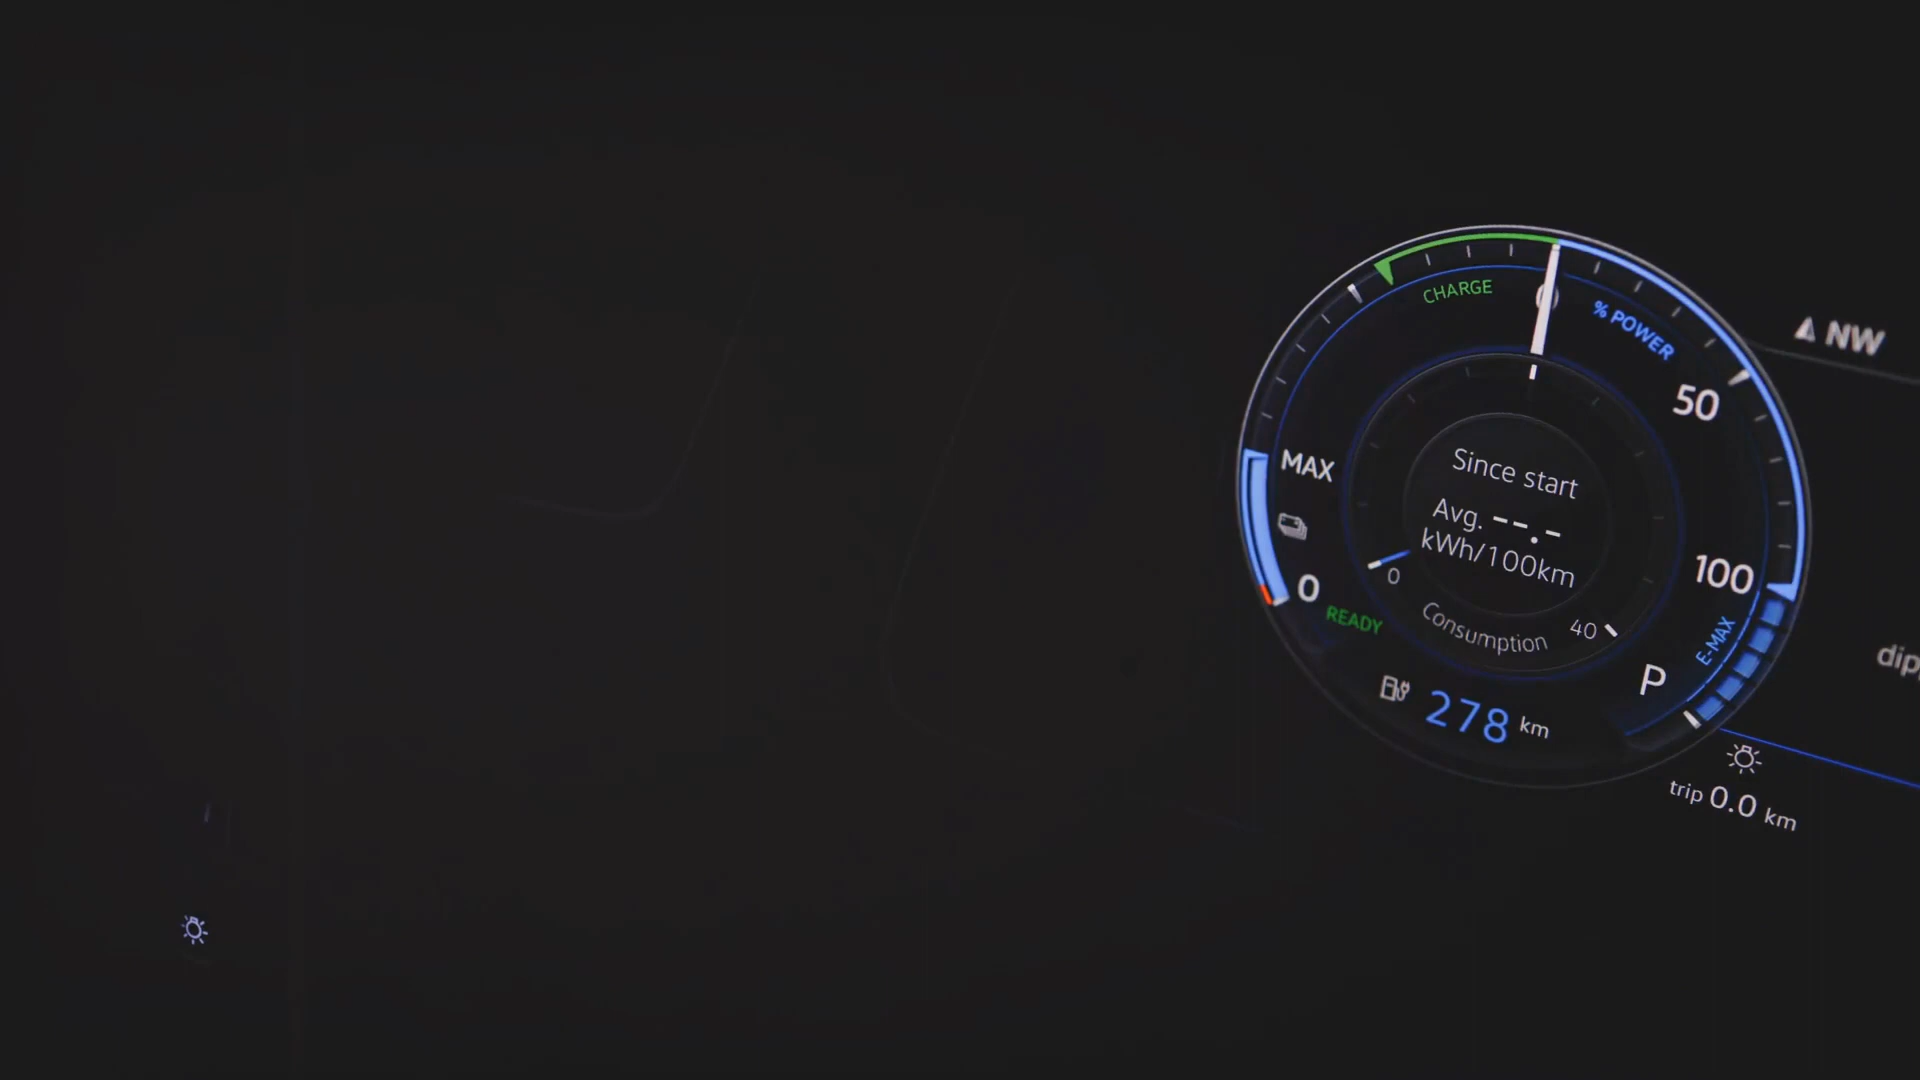 CHARGE
% POWER
NW
50
MAX
Since start
Avg. --.-
kWh/100km
100
0
0
READY
Consumption
40
E-MAX
P
278 km
trip 0.0 km